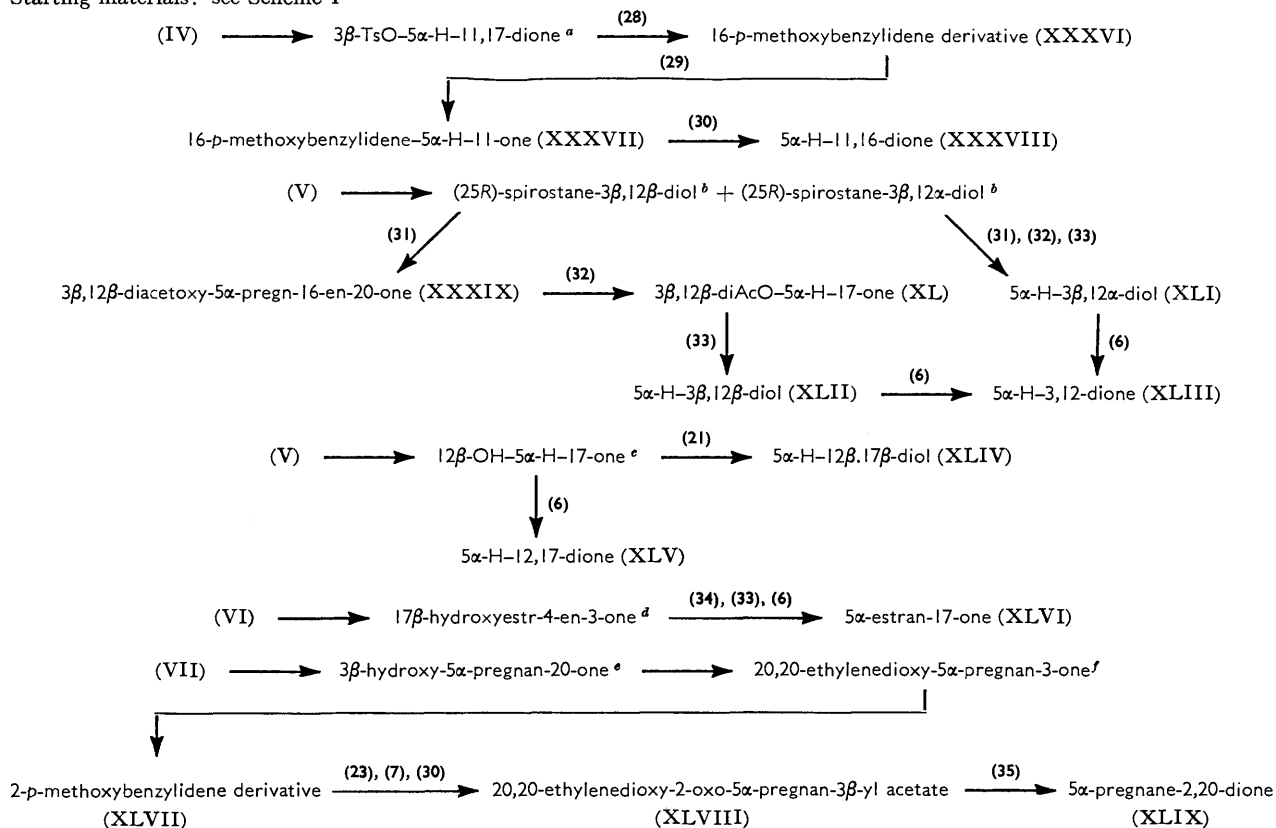 Starting materials: see Scheme 1
(IV) 3β-TsO–5α-H–11,17-dione a (28) 16-p-methoxybenzylidene derivative (XXXVI)
(29)
16-p-methoxybenzylidene–5α-H–11-one (XXXVII) (30) 5α-H–11,16-dione (XXXVIII)
(V) (25R)-spirostane-3β,12β-diol b + (25R)-spirostane-3β,12α-diol b
(31) (31), (32), (33)
3β,12β-diacetoxy-5α-pregn-16-en-20-one (XXXIX) (32) 3β,12β-diAcO–5α-H–17-one (XL) 5α-H–3β,12α-diol (XLI)
(33) (6)
5α-H–3β,12β-diol (XLII) (6) 5α-H–3,12-dione (XLIII)
(V) 12β-OH–5α-H–17-one c (21) 5α-H–12β.17β-diol (XLIV)
(6)
5α-H–12,17-dione (XLV)
(VI) 17β-hydroxyestr-4-en-3-one d (34), (33), (6) 5α-estran-17-one (XLVI)
(VII) 3β-hydroxy-5α-pregnan-20-one e 20,20-ethylenedioxy-5α-pregnan-3-one f
2-p-methoxybenzylidene derivative (23), (7), (30) 20,20-ethylenedioxy-2-oxo-5α-pregnan-3β-yl acetate (35) 5α-pregnane-2,20-dione
(XLVII) (XLVIII) (XLIX)